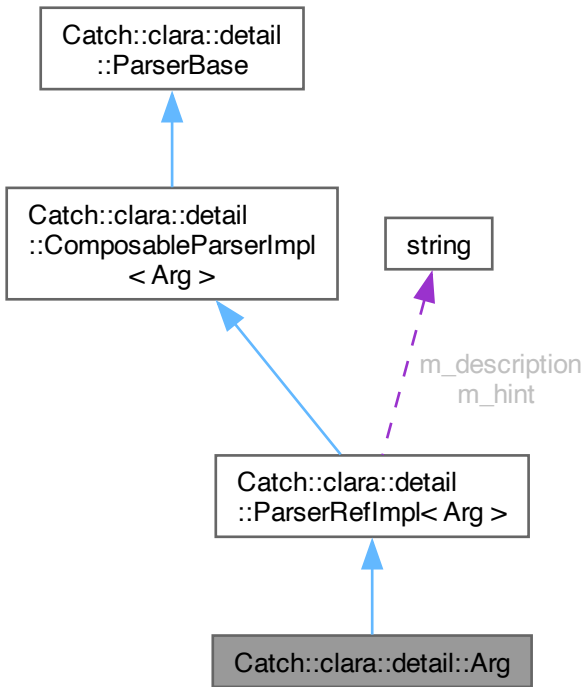 Catch::clara::detail
::ParserBase
Catch::clara::detail
::ComposableParserImpl
< Arg >
string
m_description
m_hint
Catch::clara::detail
::ParserRefImpl< Arg >
Catch::clara::detail::Arg